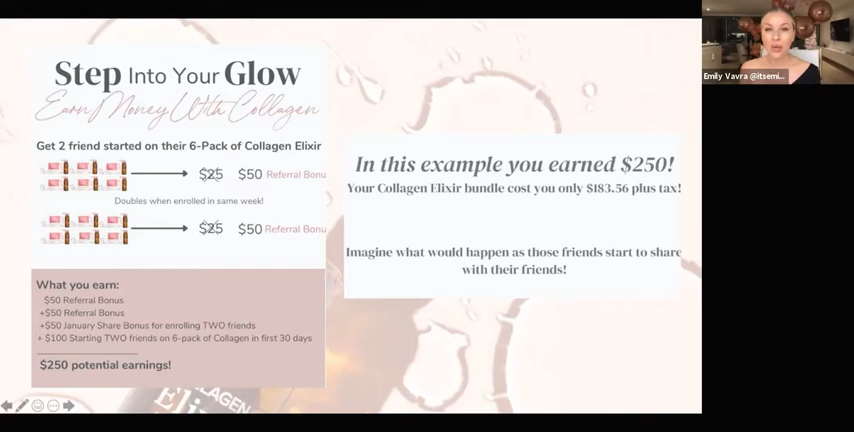 Step Into Your Glow
Earn Money With Collagen
Get 2 friend started on their 6-Pack of Collagen Elixir
$25 $50 Referral Bonu
Doubles when enrolled in same week!
$25 $50 Referral Bonu
What you earn:
$50 Referral Bonus
+$50 Referral Bonus
+$50 January Share Bonus for enrolling TWO friends
+ $100 Starting TWO friends on 6-pack of Collagen in first 30 days
$250 potential earnings!
In this example you earned $250!
Your Collagen Elixir bundle cost you only $183.56 plus tax!
Imagine what would happen as those friends start to share
with their friends!
Emily Vavra @itsemi...